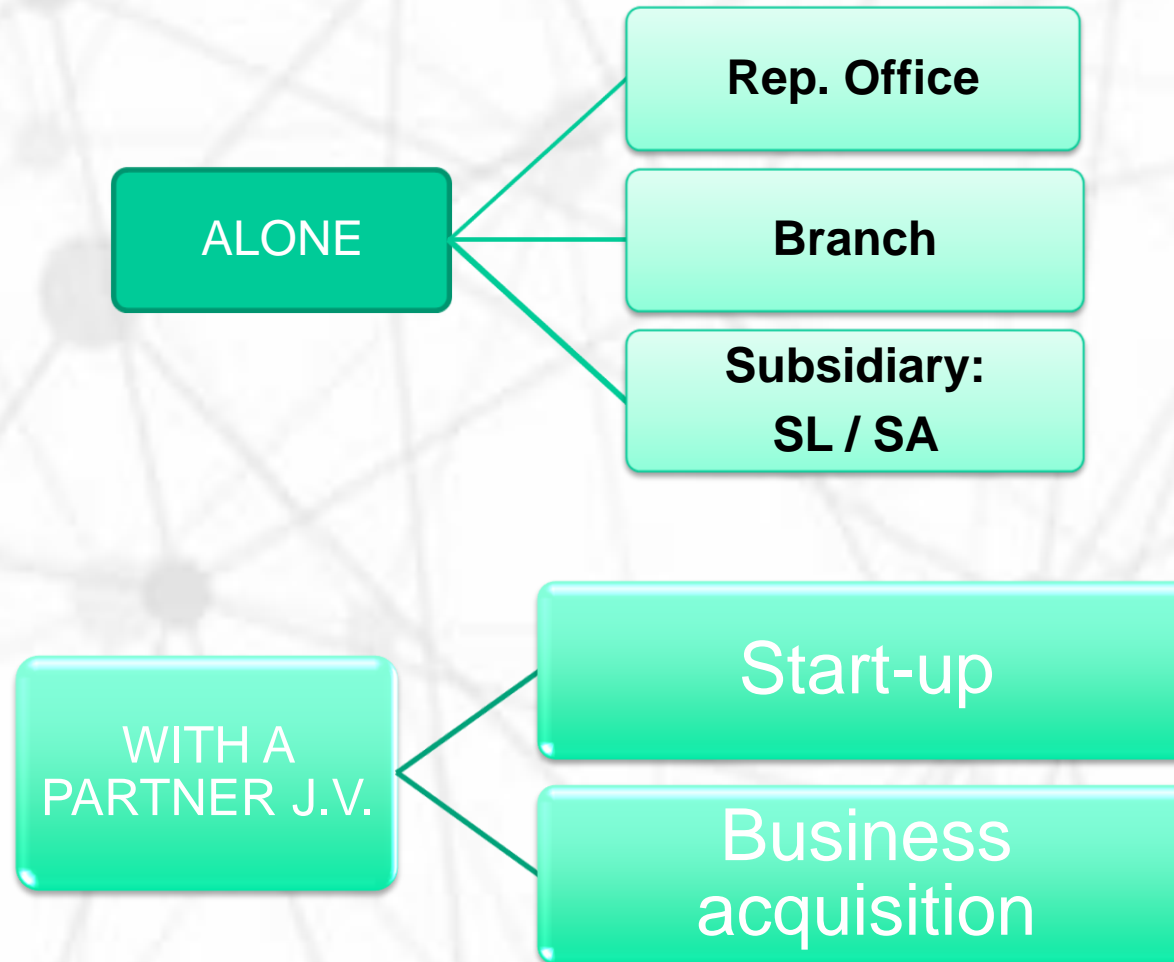 ALONE
Rep. Office
Branch
Subsidiary:
SL / SA
WITH A
PARTNER J.V.
Start-up
Business
acquisition